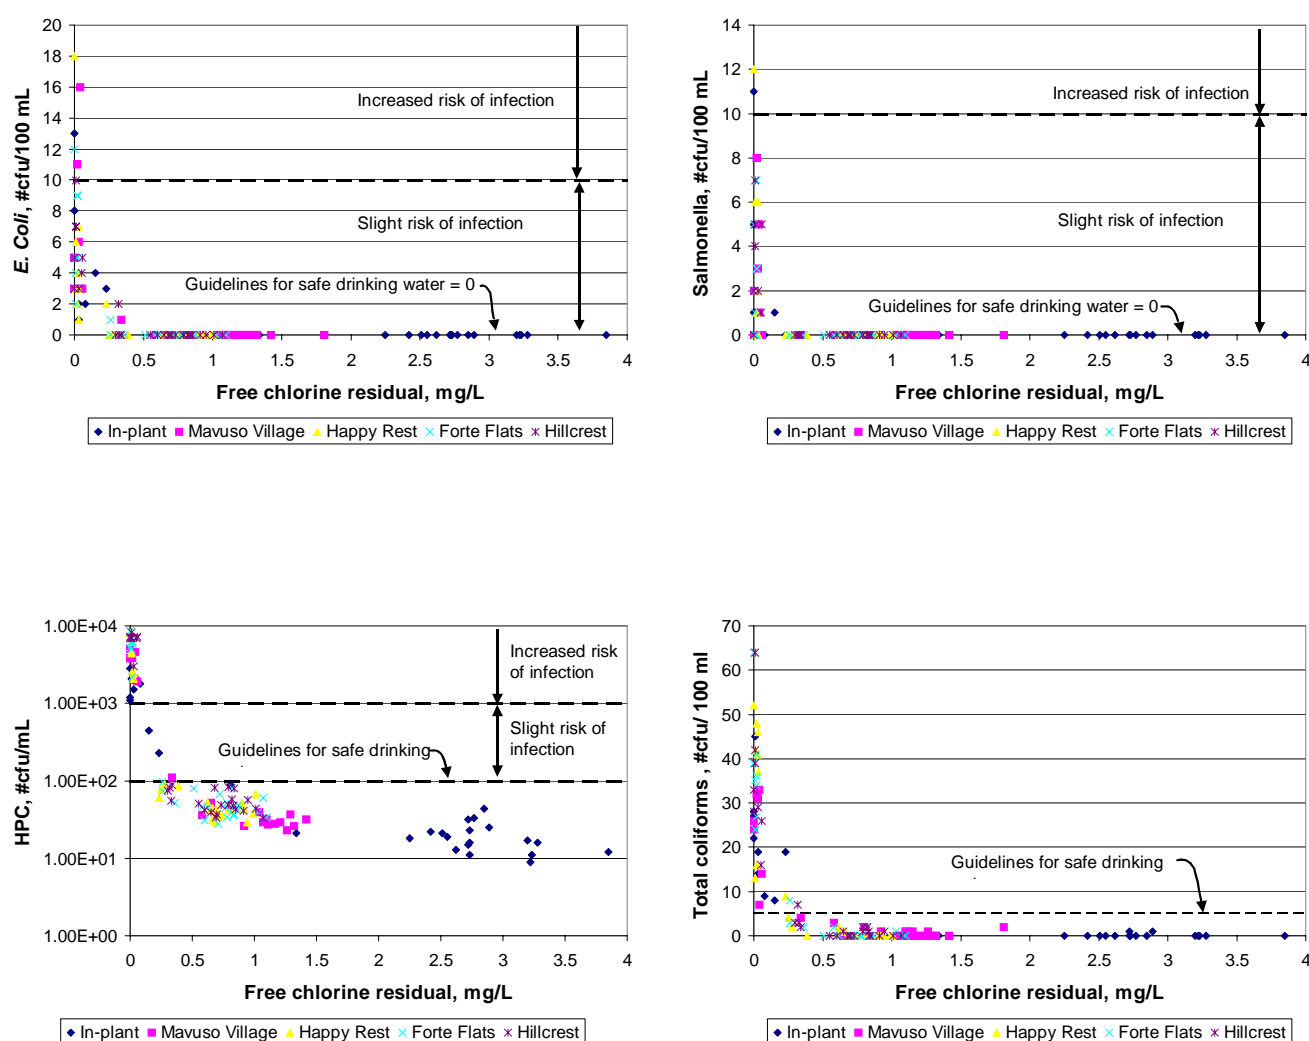 20
18
16
14
12
10
8
6
4
2
0
E. Coli, #cfu/100 mL
Increased risk of infection
Slight risk of infection
Guidelines for safe drinking water = 0
0 0.5 1 1.5 2 2.5 3 3.5 4
Free chlorine residual, mg/L
In-plant Mavuso Village Happy Rest Forte Flats Hillcrest
14
12
10
8
6
4
2
0
Salmonella, #cfu/100 mL
Increased risk of infection
Slight risk of infection
Guidelines for safe drinking water = 0
0 0.5 1 1.5 2 2.5 3 3.5 4
Free chlorine residual, mg/L
In-plant Mavuso Village Happy Rest Forte Flats Hillcrest
1.00E+04
1.00E+03
1.00E+02
1.00E+01
1.00E+00
HPC, #cfu/mL
Increased risk
of infection
Slight risk of
infection
Guidelines for safe drinking
0 0.5 1 1.5 2 2.5 3 3.5 4
Free chlorine residual, mg/L
In-plant Mavuso Village Happy Rest Forte Flats Hillcrest
70
60
50
40
30
20
10
0
Total coliforms , #cfu/ 100 ml
Guidelines for safe drinking
0 0.5 1 1.5 2 2.5 3 3.5 4
Free chlorine residual, mg/L
In-plant Mavuso Village Happy Rest Forte Flats Hillcrest